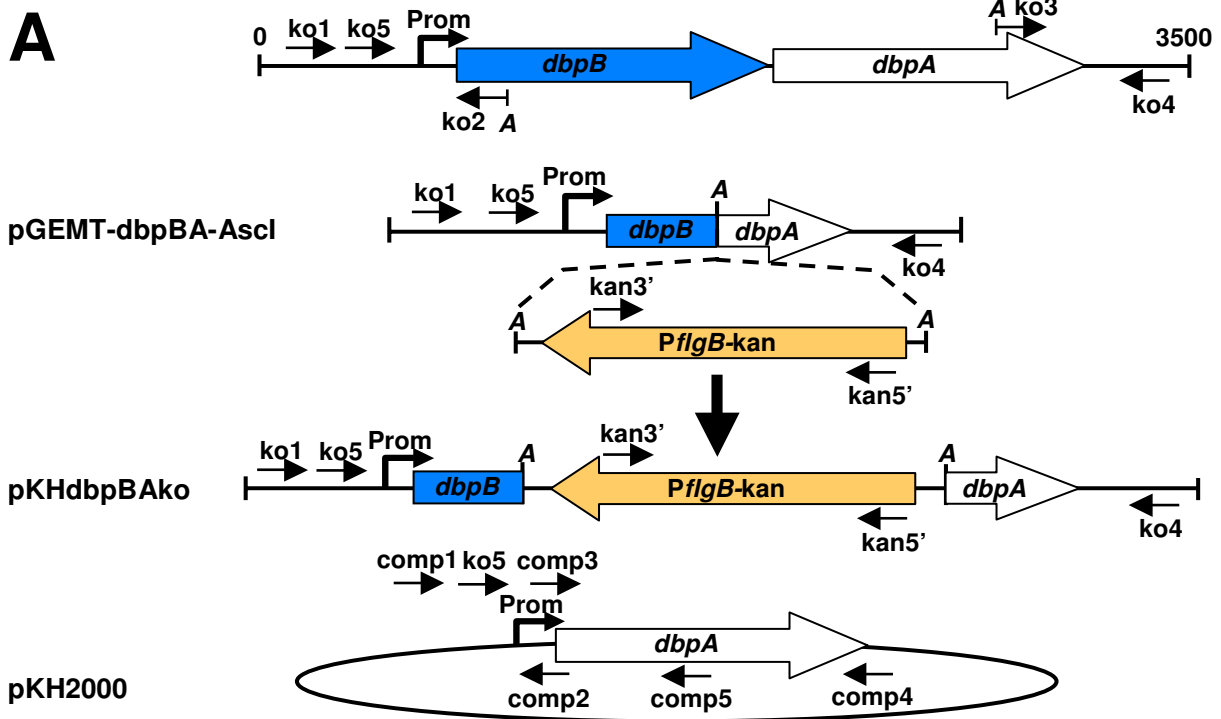 A
0 ko1 ko5 Prom dbpB dbpA A ko3 3500
ko2 A ko4
pGEMT-dbpBA-AscI
ko1 ko5 Prom dbpB A dbpA ko4
A kan3’ PflgB-kan A
kan5’
pKHdbpBAko
ko1 ko5 Prom dbpB A kan3’ PflgB-kan A dbpA
kan5’ ko4
comp1 ko5 comp3
Prom dbpA
pKH2000
comp2 comp5 comp4